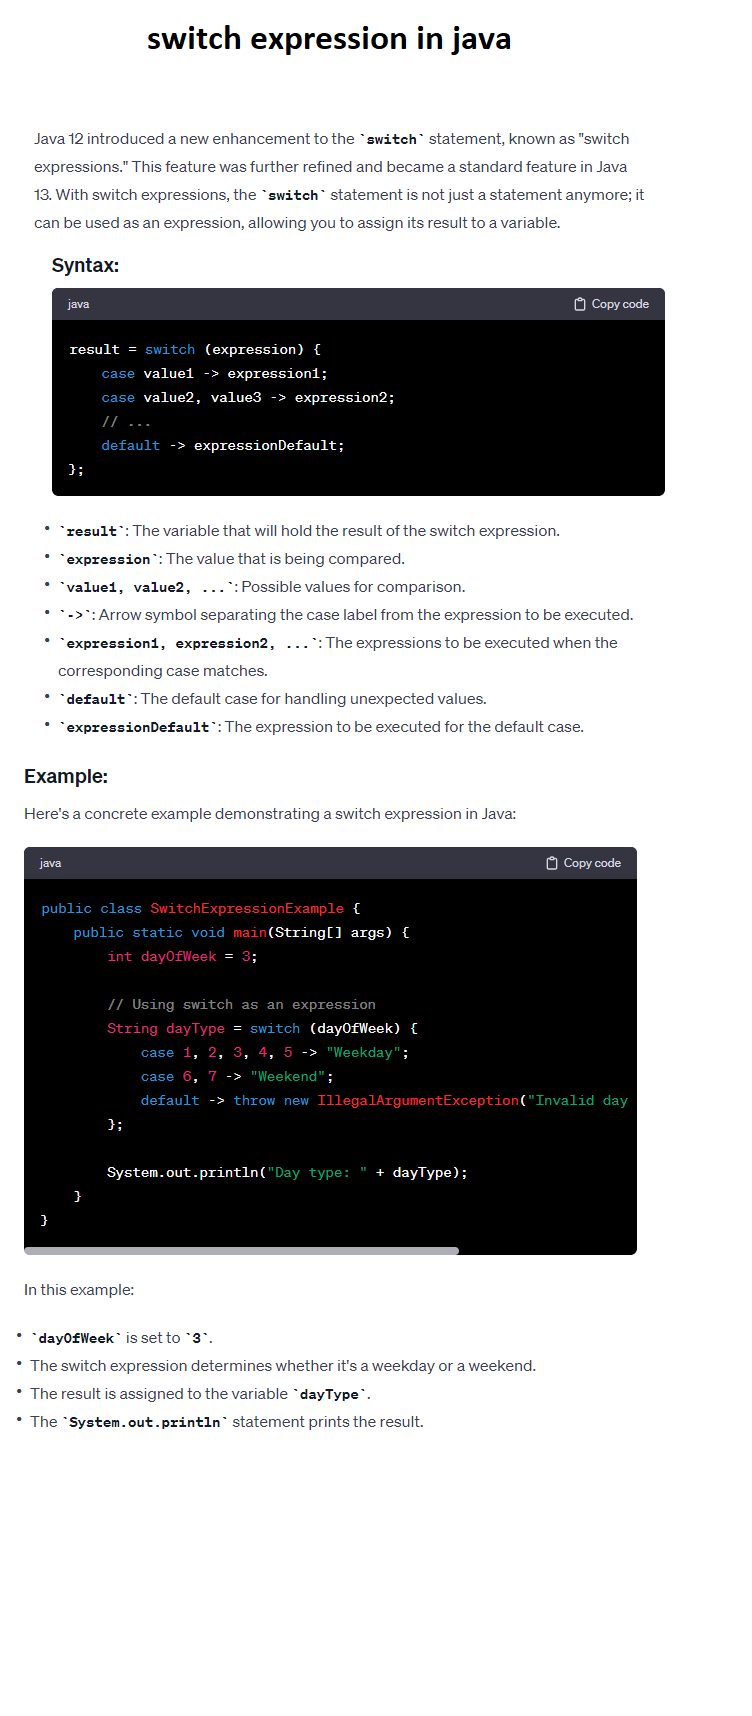 switch expression in java
Java 12 introduced a new enhancement to the `switch` statement, known as "switch
expressions." This feature was further refined and became a standard feature in Java
13. With switch expressions, the `switch` statement is not just a statement anymore; it
can be used as an expression, allowing you to assign its result to a variable.
Syntax:
java Copy code
result = switch (expression) {
    case value1 -> expression1;
    case value2, value3 -> expression2;
    // ...
    default -> expressionDefault;
};
• `result`: The variable that will hold the result of the switch expression.
• `expression`: The value that is being compared.
• `value1, value2, ...`: Possible values for comparison.
• `->`: Arrow symbol separating the case label from the expression to be executed.
• `expression1, expression2, ...`: The expressions to be executed when the
corresponding case matches.
• `default`: The default case for handling unexpected values.
• `expressionDefault`: The expression to be executed for the default case.
Example:
Here's a concrete example demonstrating a switch expression in Java:
java Copy code
public class SwitchExpressionExample {
    public static void main(String[] args) {
        int dayOfWeek = 3;
        // Using switch as an expression
        String dayType = switch (dayOfWeek) {
            case 1, 2, 3, 4, 5 -> "Weekday";
            case 6, 7 -> "Weekend";
            default -> throw new IllegalArgumentException("Invalid day
        };
        System.out.println("Day type: " + dayType);
    }
}
In this example:
• `dayOfWeek` is set to `3`.
• The switch expression determines whether it's a weekday or a weekend.
• The result is assigned to the variable `dayType`.
• The `System.out.println` statement prints the result.